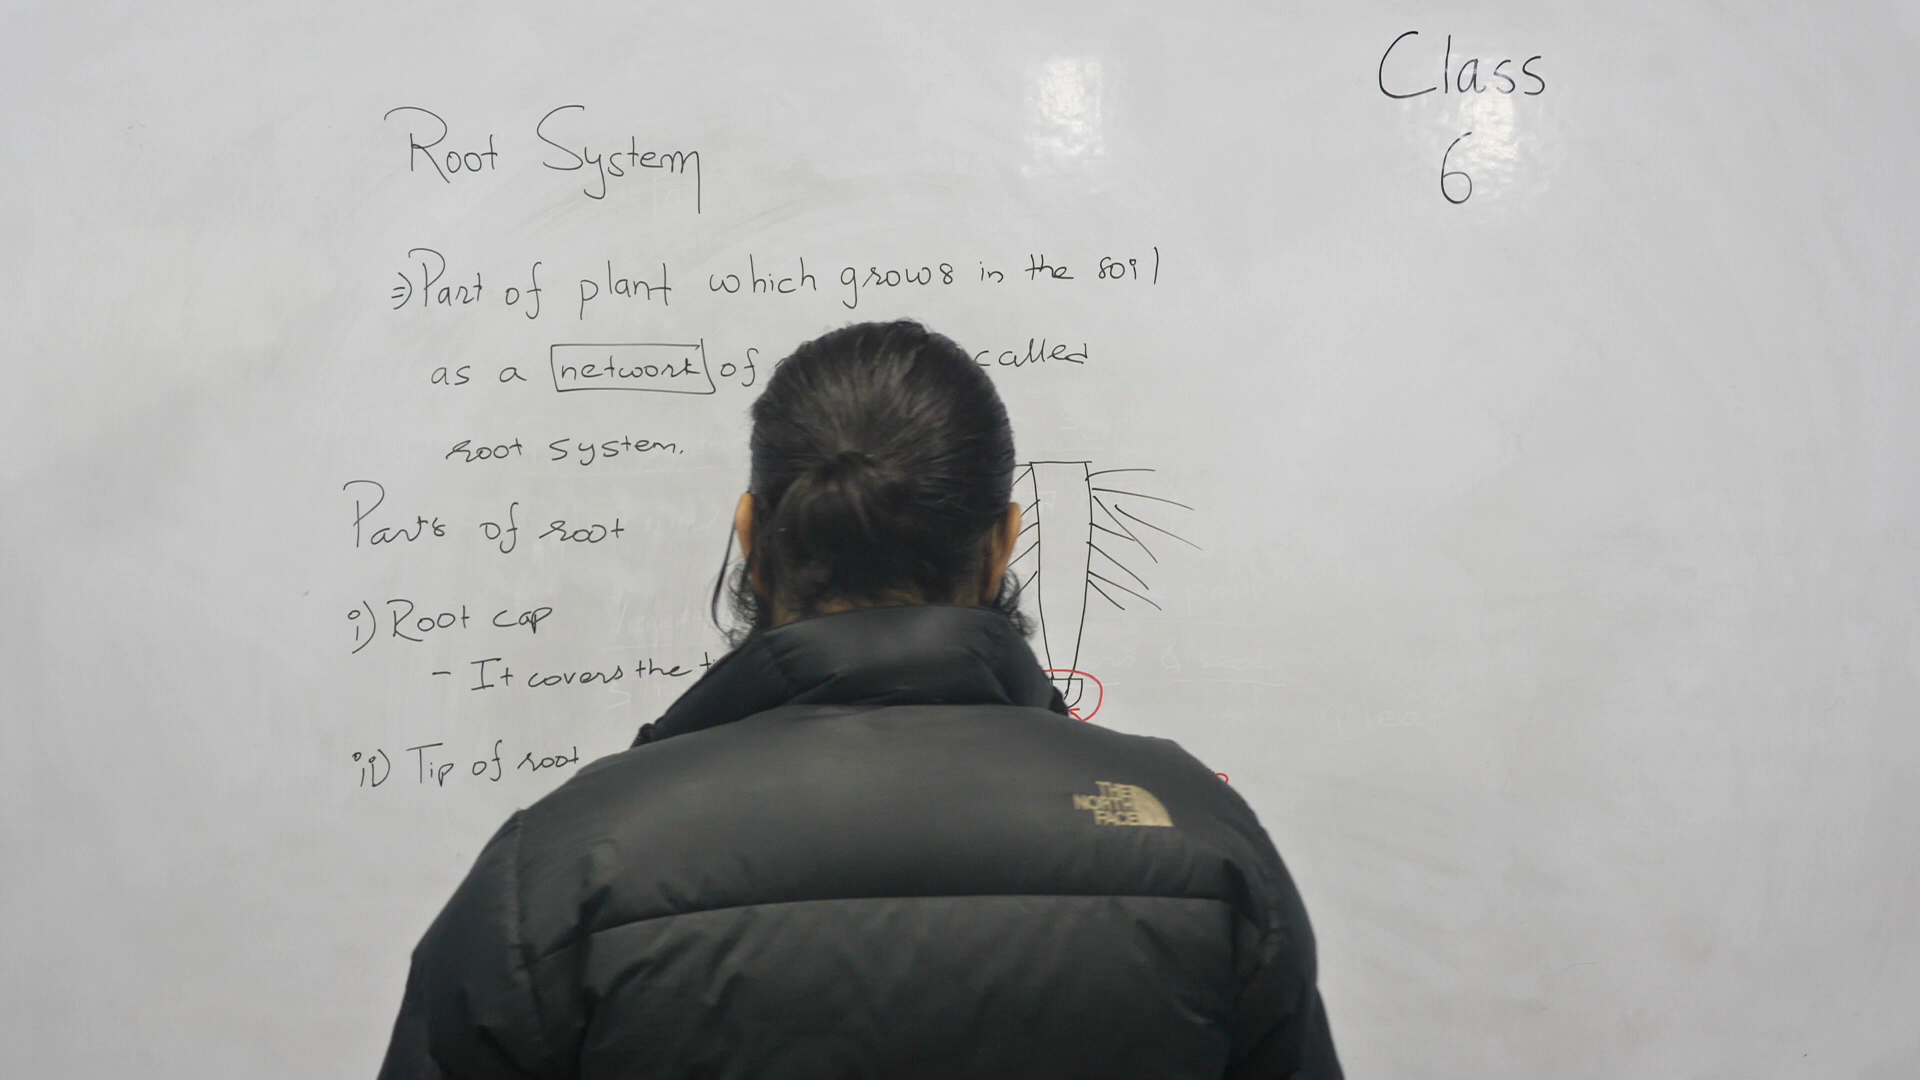 Class
6
Root System
⇒ Part of plant which grows in the soil
as a network of called
root system.
Parts of root
i) Root cap
- It covers the
ii) Tip of root
THE
NORTH
FACE